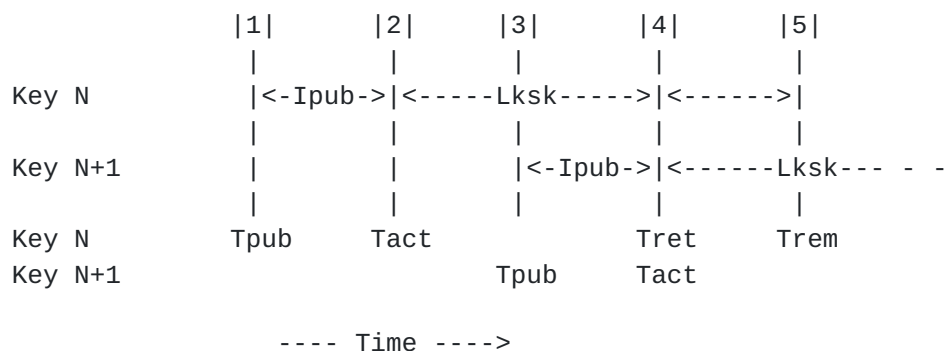 |1|       |2|      |3|       |4|       |5|
                 |         |        |         |         |
Key N            |<-Ipub->|<-----Lksk----->|<------>|
                 |         |        |         |         |
Key N+1          |         |        |<-Ipub->|<------Lksk--- - -
                 |         |        |         |         |
Key N           Tpub      Tact               Tret      Trem
Key N+1                           Tpub      Tact
                   ---- Time ---->